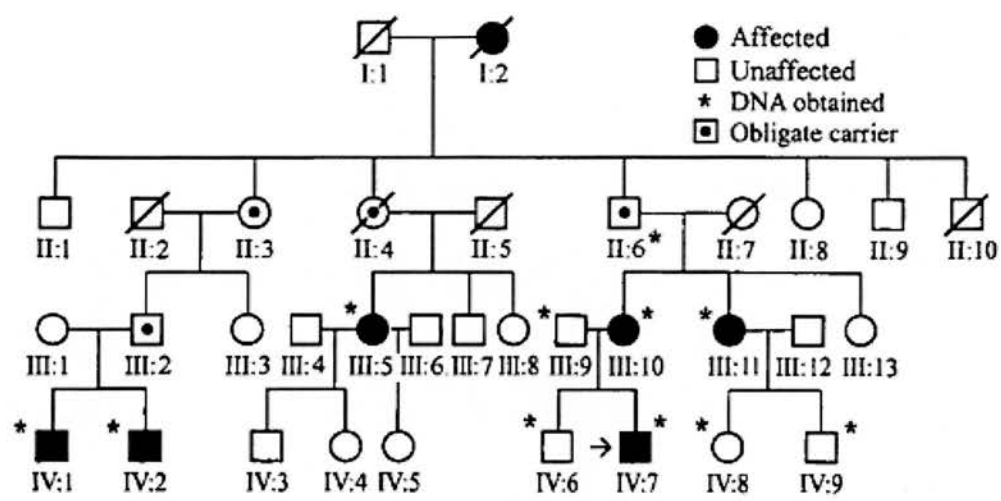 I:1 I:2
Affected
Unaffected
* DNA obtained
Obligate carrier
II:1 II:2 II:3 II:4 II:5 II:6 * II:7 II:8 II:9 II:10
* * * *
III:1 III:2 III:3 III:4 III:5 III:6 III:7 III:8 III:9 III:10 III:11 III:12 III:13
* * * * * *
IV:1 IV:2 IV:3 IV:4 IV:5 IV:6 IV:7 IV:8 IV:9